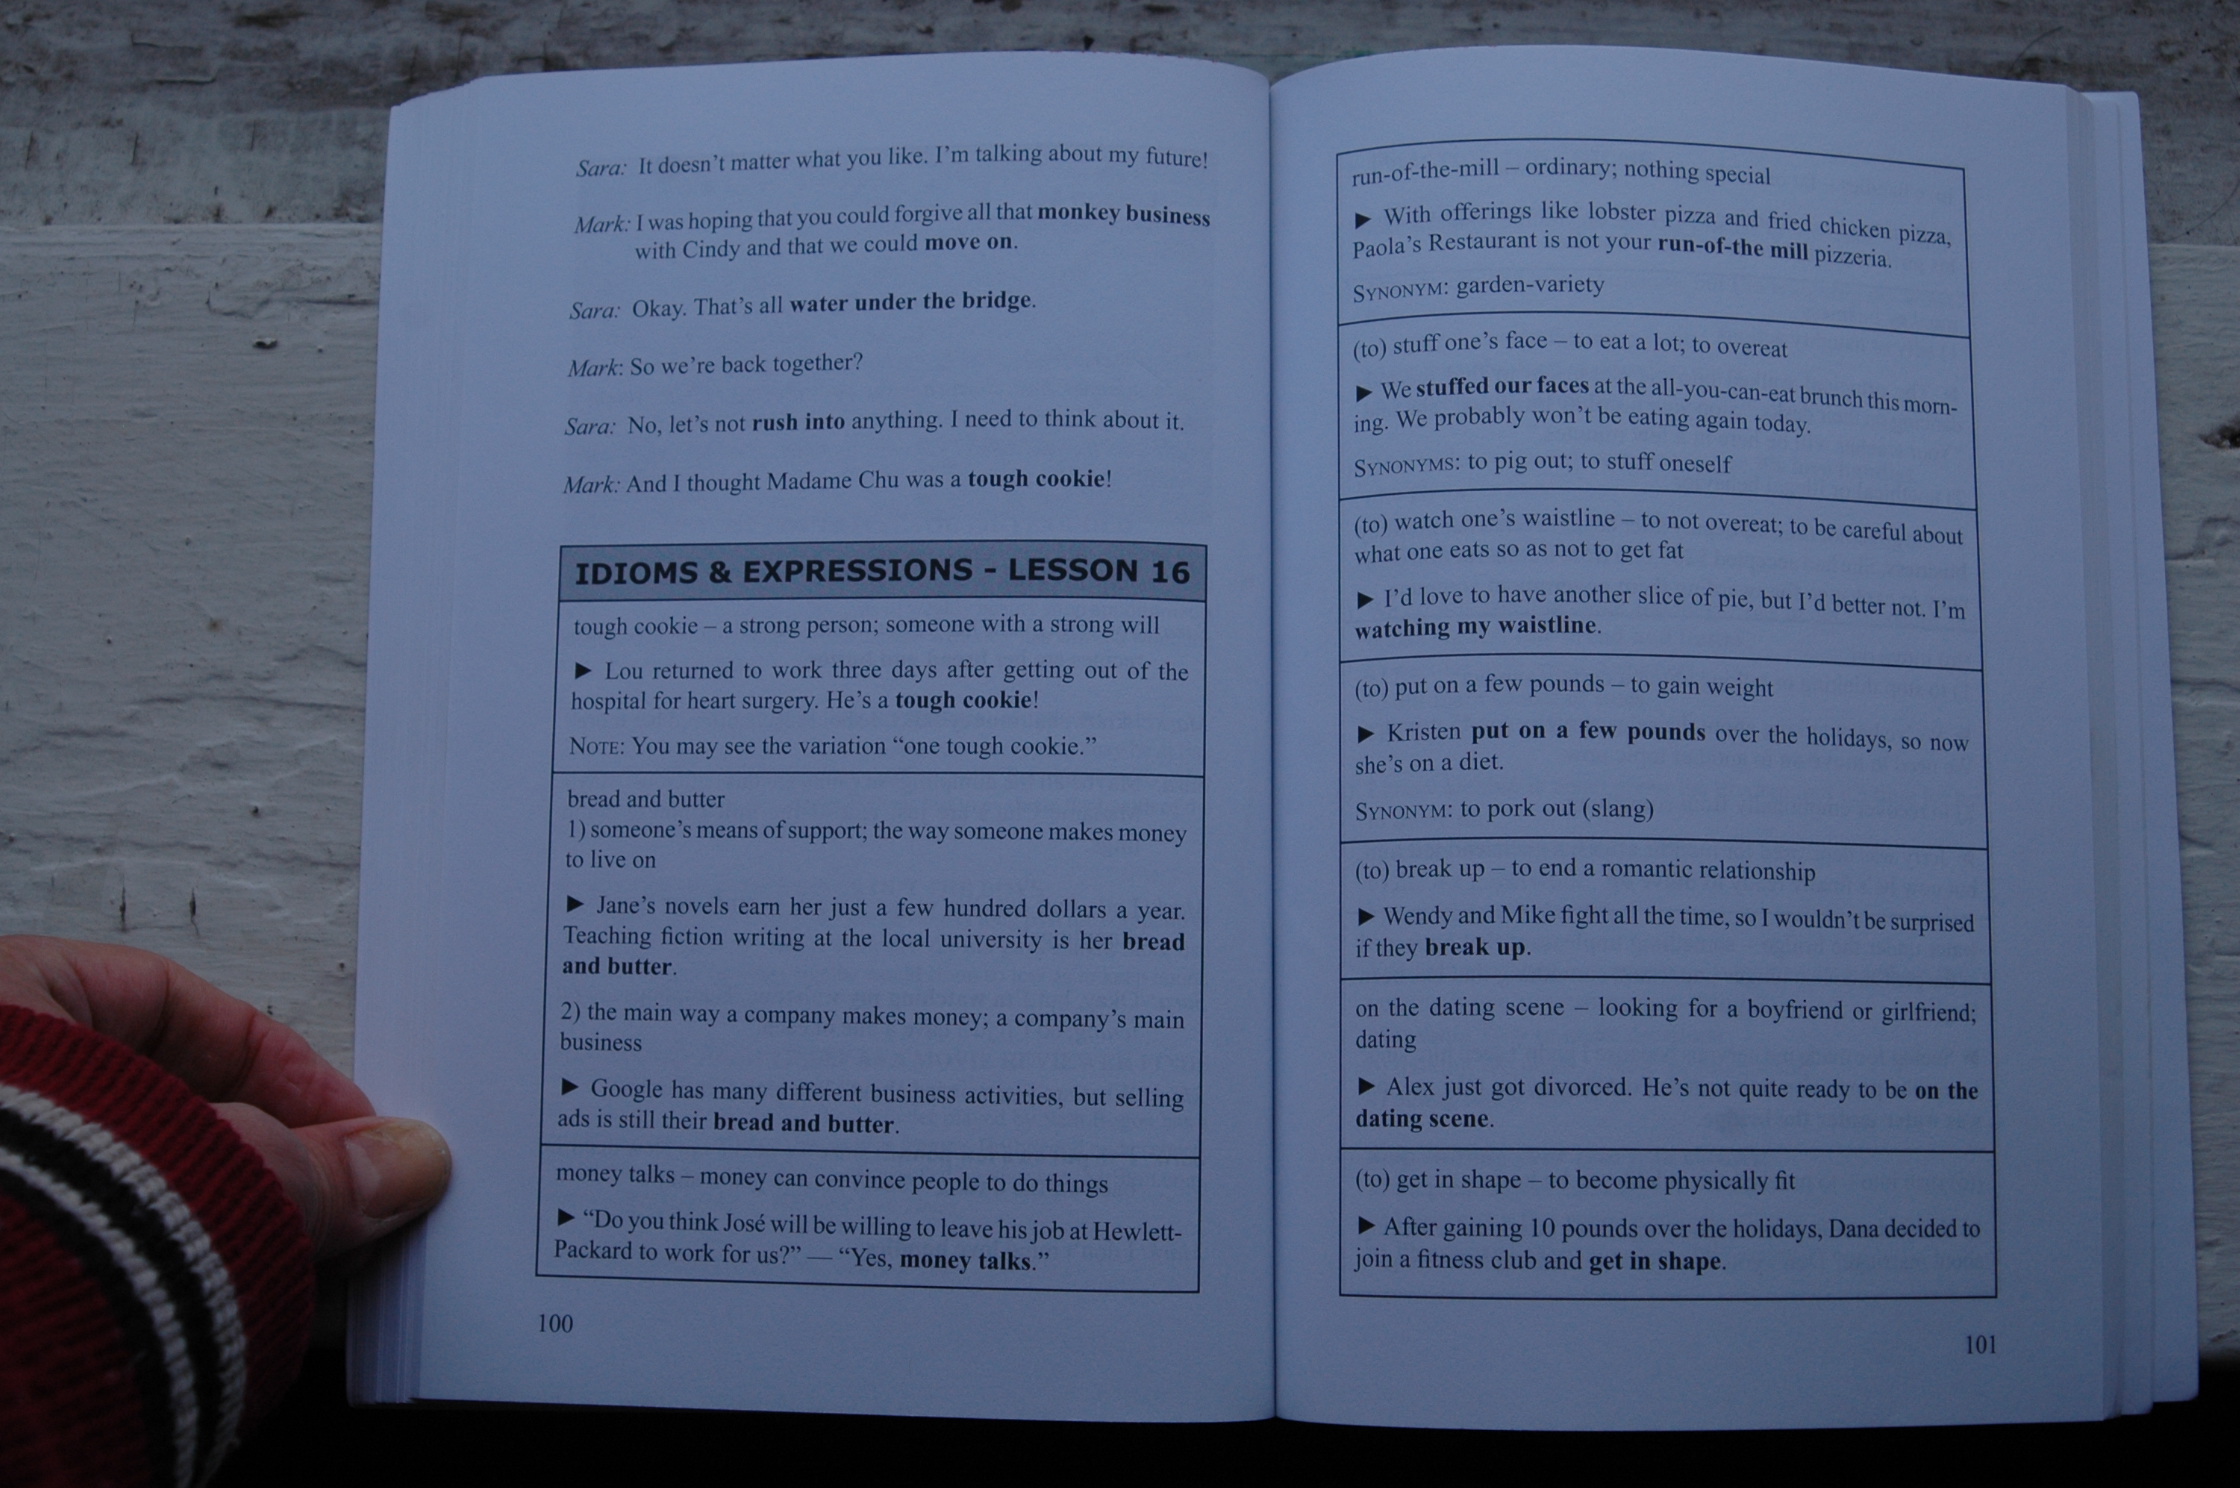 Sara: It doesn't matter what you like. I'm talking about my future!
Mark: I was hoping that you could forgive all that monkey business
with Cindy and that we could move on.
Sara: Okay. That's all water under the bridge.
Mark: So we're back together?
Sara: No, let's not rush into anything. I need to think about it.
Mark: And I thought Madame Chu was a tough cookie!
IDIOMS & EXPRESSIONS - LESSON 16
tough cookie – a strong person; someone with a strong will
► Lou returned to work three days after getting out of the
hospital for heart surgery. He's a tough cookie!
NOTE: You may see the variation “one tough cookie.”
bread and butter
1) someone's means of support; the way someone makes money
to live on
► Jane's novels earn her just a few hundred dollars a year.
Teaching fiction writing at the local university is her bread
and butter.
2) the main way a company makes money; a company's main
business
► Google has many different business activities, but selling
ads is still their bread and butter.
money talks – money can convince people to do things
► “Do you think José will be willing to leave his job at Hewlett-
Packard to work for us?” — “Yes, money talks.”
100
run-of-the-mill – ordinary; nothing special
► With offerings like lobster pizza and fried chicken pizza,
Paola's Restaurant is not your run-of-the mill pizzeria.
SYNONYM: garden-variety
(to) stuff one's face – to eat a lot; to overeat
► We stuffed our faces at the all-you-can-eat brunch this morn-
ing. We probably won't be eating again today.
SYNONYMS: to pig out; to stuff oneself
(to) watch one's waistline – to not overeat; to be careful about
what one eats so as not to get fat
► I'd love to have another slice of pie, but I'd better not. I'm
watching my waistline.
(to) put on a few pounds – to gain weight
► Kristen put on a few pounds over the holidays, so now
she's on a diet.
SYNONYM: to pork out (slang)
(to) break up – to end a romantic relationship
► Wendy and Mike fight all the time, so I wouldn't be surprised
if they break up.
on the dating scene – looking for a boyfriend or girlfriend;
dating
► Alex just got divorced. He's not quite ready to be on the
dating scene.
(to) get in shape – to become physically fit
► After gaining 10 pounds over the holidays, Dana decided to
join a fitness club and get in shape.
101